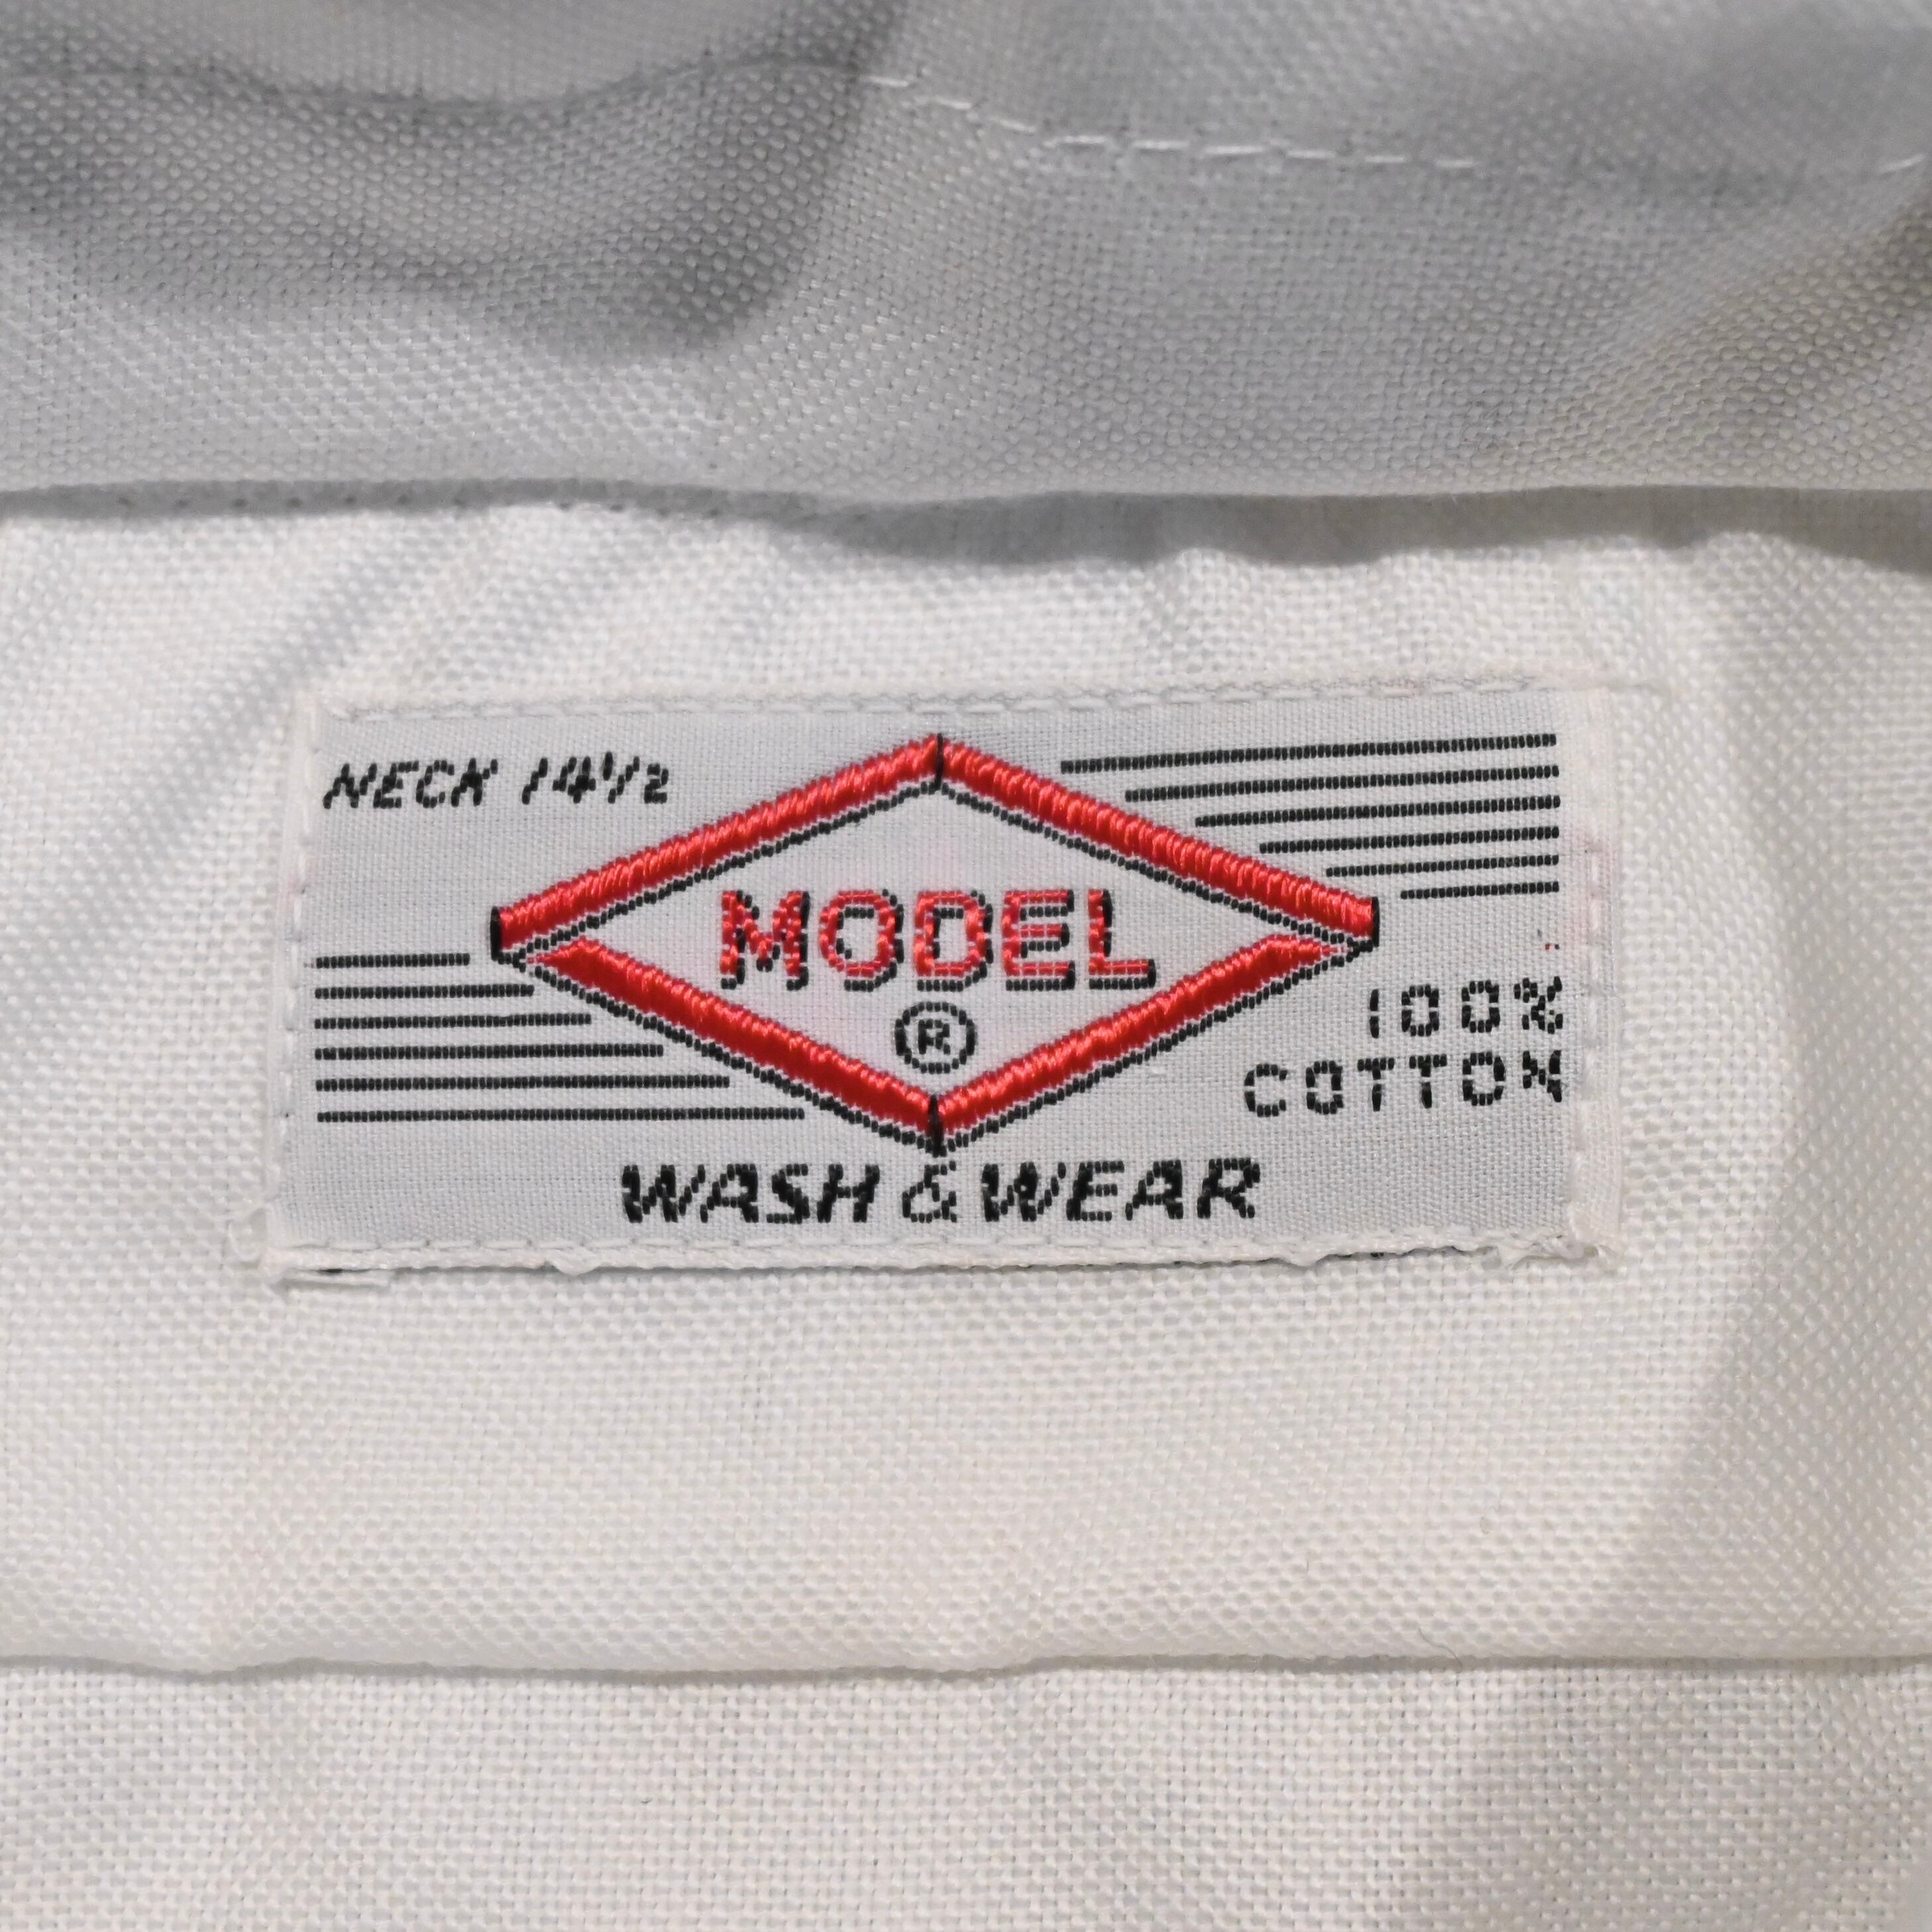 NECK 14½
MODEL
®
100%
COTTON
WASH & WEAR